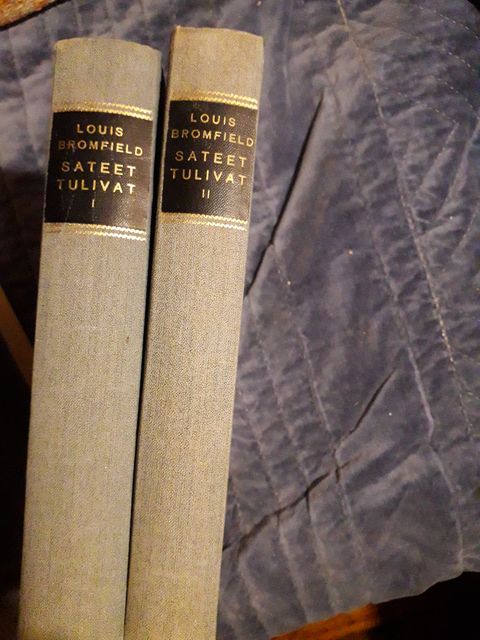 LOUIS
BROMFIELD
SATEET
TULIVAT
I
LOUIS
BROMFIELD
SATEET
TULIVAT
II